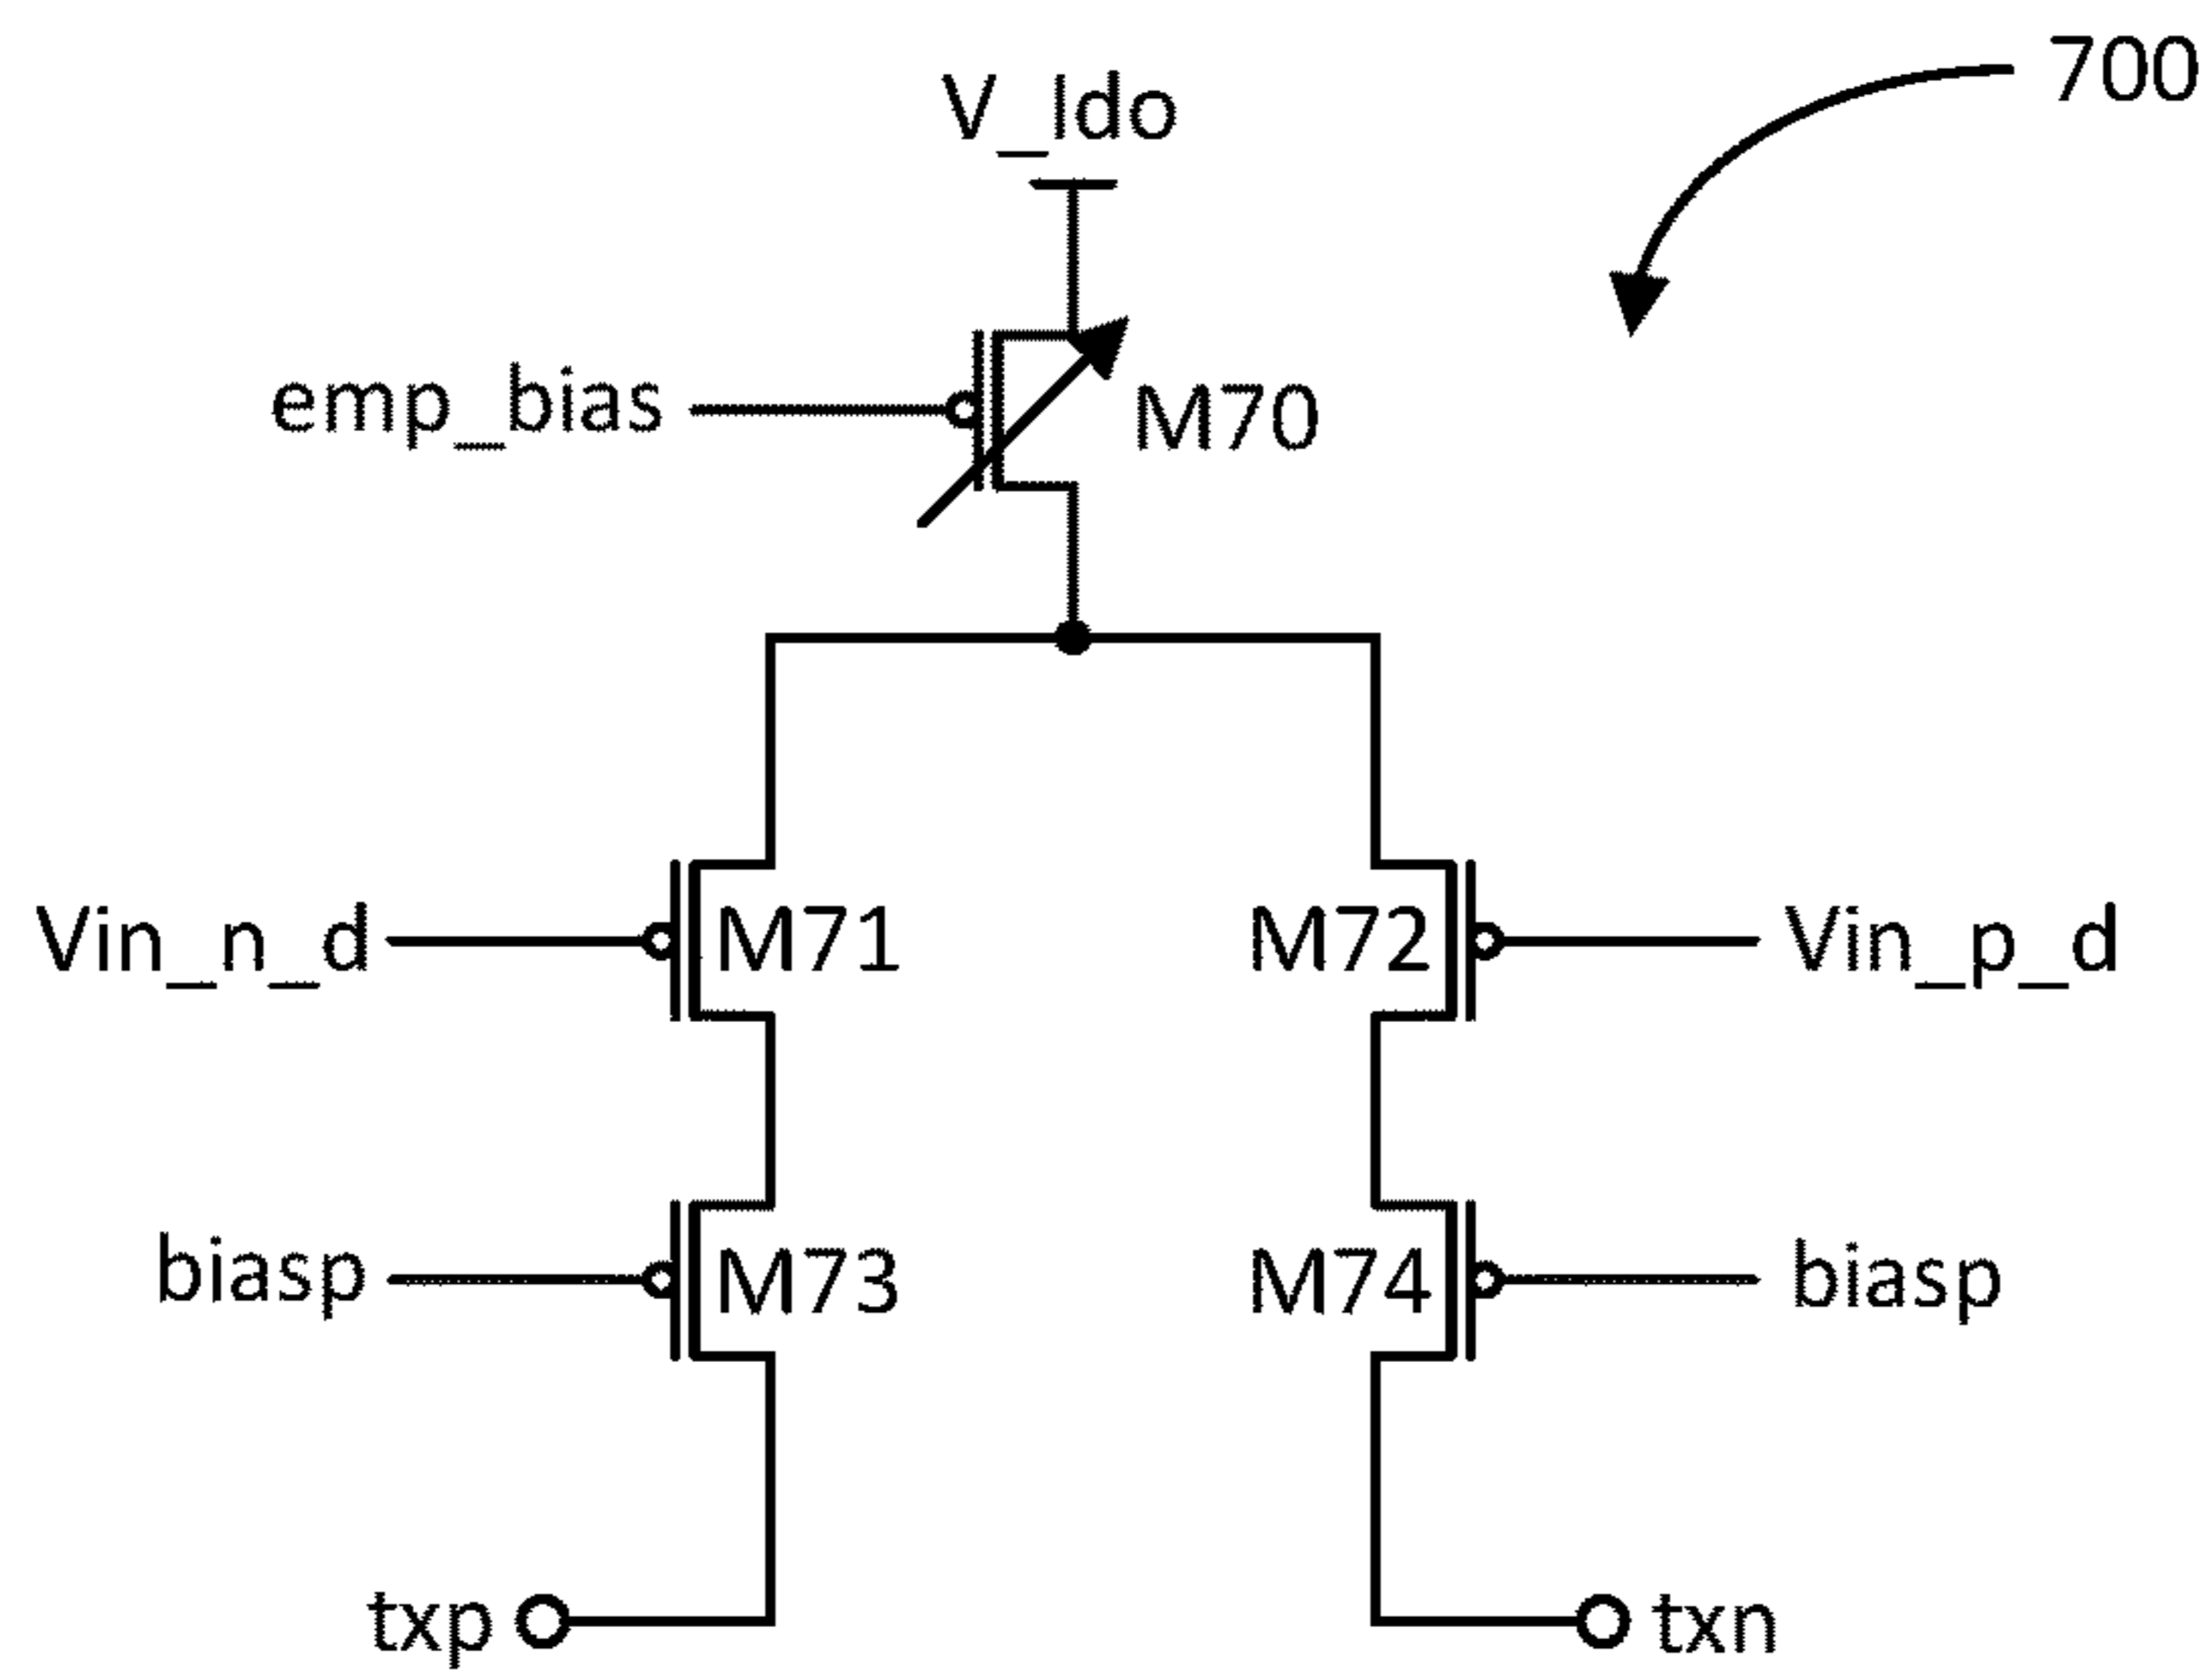 700
V_ldo
emp_bias M70
Vin_n_d M71 M72 Vin_p_d
biasp M73 M74 biasp
txp txn